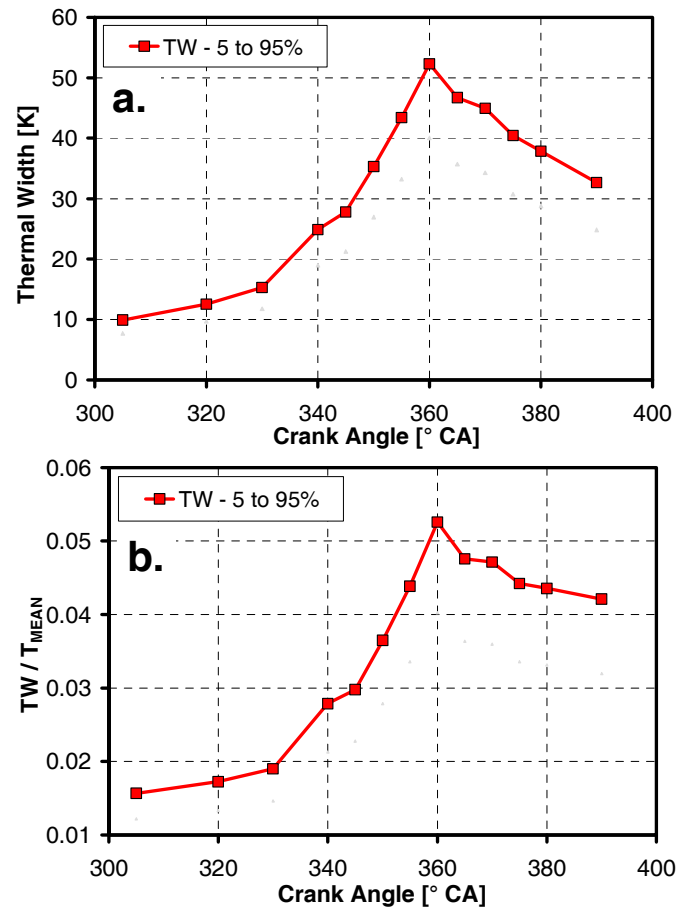 TW - 5 to 95%
a.
Thermal Width [K]
60
50
40
30
20
10
0
300 320 340 360 380 400
Crank Angle [° CA]
TW - 5 to 95%
b.
TW / TMEAN
0.06
0.05
0.04
0.03
0.02
0.01
300 320 340 360 380 400
Crank Angle [° CA]